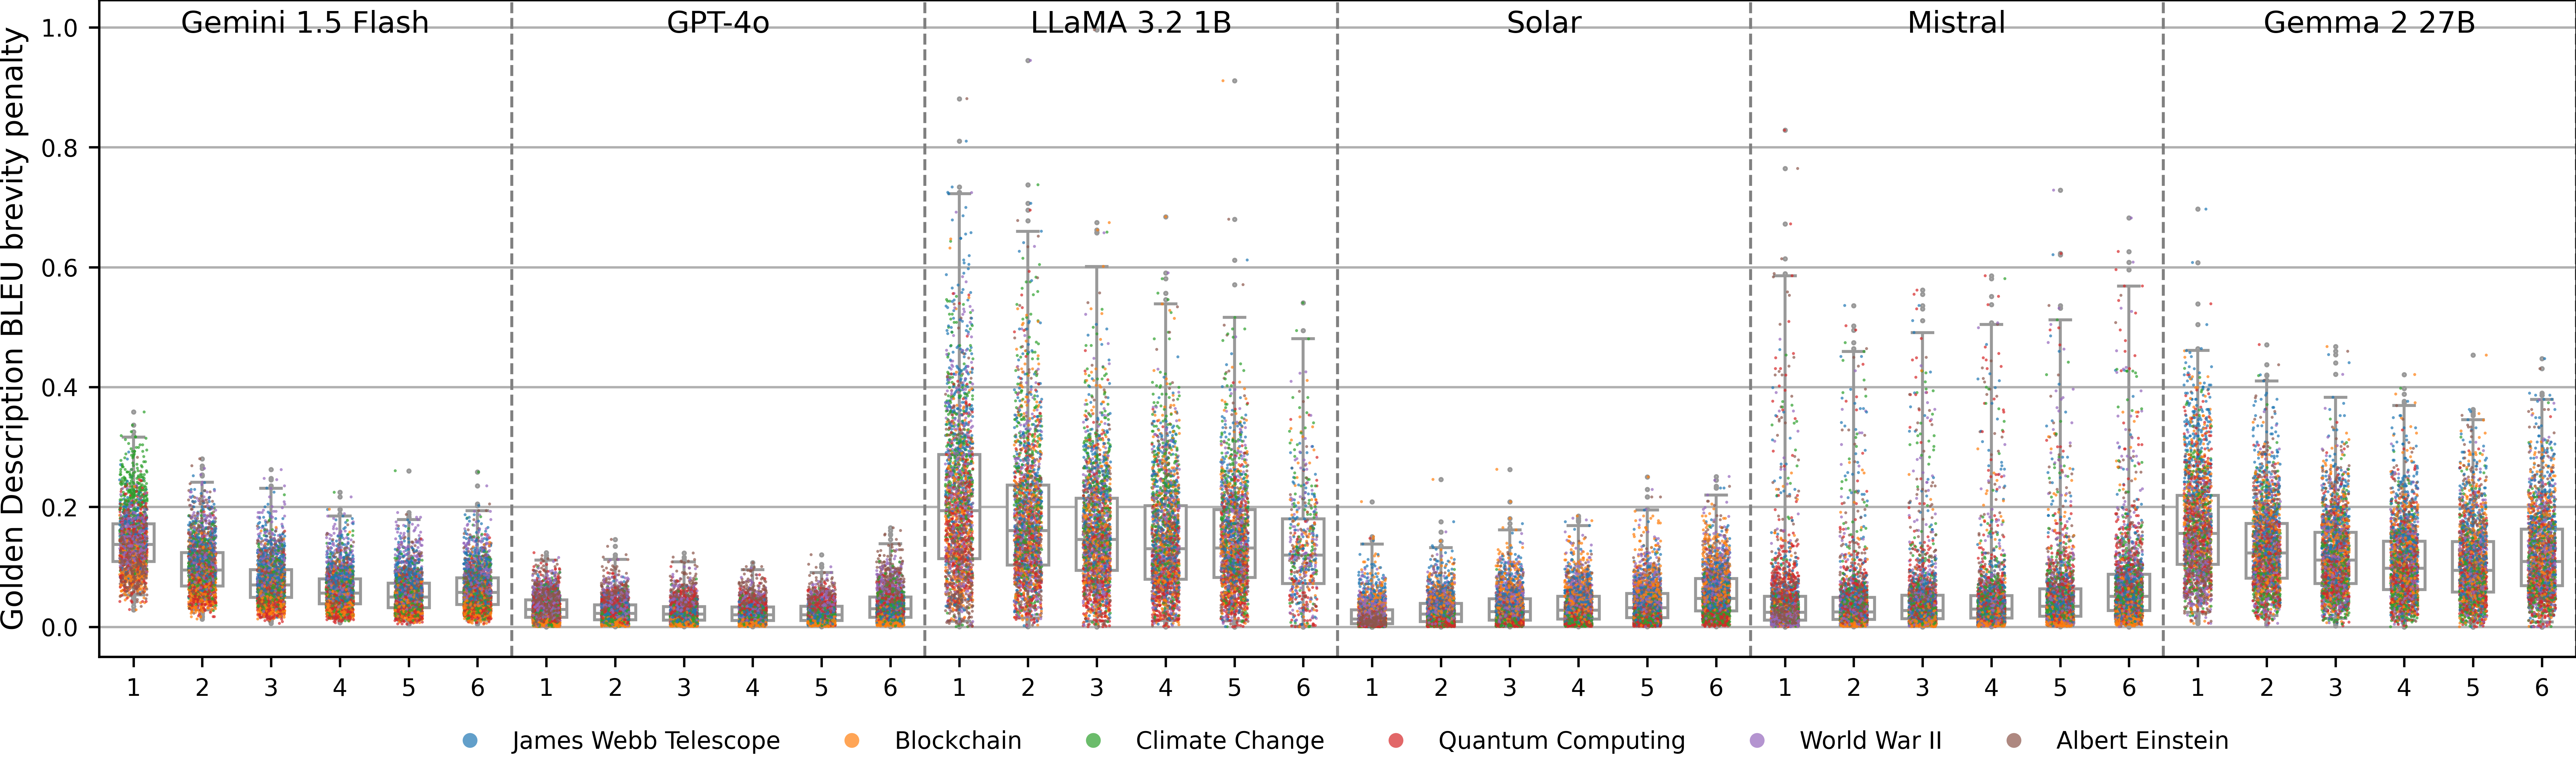 Golden Description BLEU brevity penalty
1.0
0.8
0.6
0.4
0.2
0.0
Gemini 1.5 Flash GPT-4o LLaMA 3.2 1B Solar Mistral Gemma 2 27B
1 2 3 4 5 6 1 2 3 4 5 6 1 2 3 4 5 6 1 2 3 4 5 6 1 2 3 4 5 6 1 2 3 4 5 6
James Webb Telescope Blockchain Climate Change Quantum Computing World War II Albert Einstein